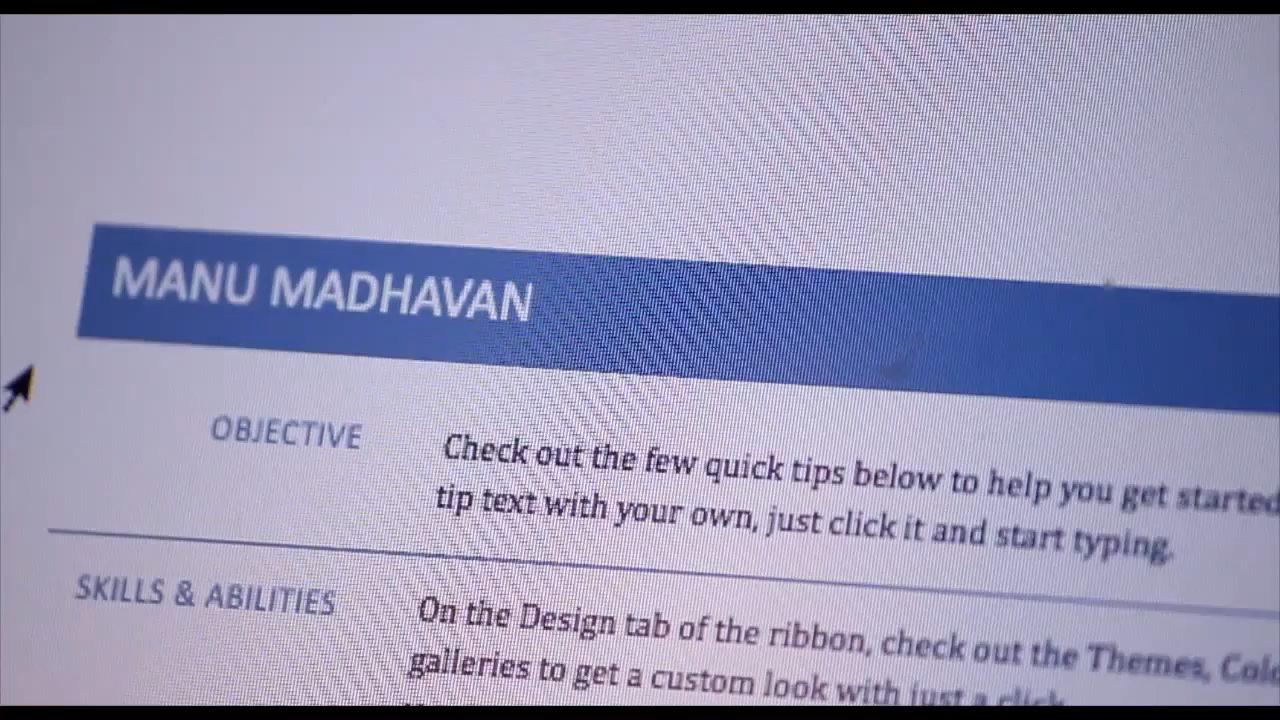 MANU MADHAVAN
OBJECTIVE
Check out the few quick tips below to help you get started
tip text with your own, just click it and start typing.
SKILLS & ABILITIES
On the Design tab of the ribbon, check out the Themes,
galleries to get a custom look with just a click.